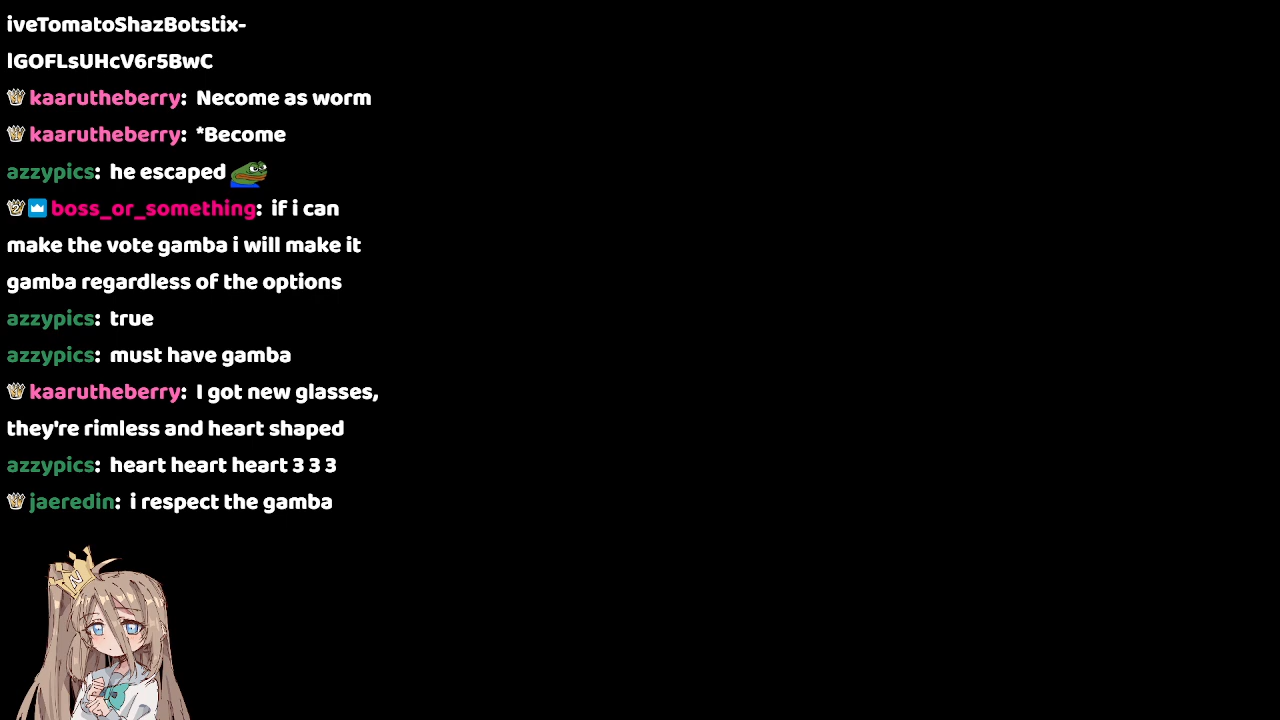 iveTomatoShazBotstix-
lGOFLsUHcV6r5BwC
kaarutheberry: Necome as worm
kaarutheberry: *Become
azzypics: he escaped
boss_or_something: if i can
make the vote gamba i will make it
gamba regardless of the options
azzypics: true
azzypics: must have gamba
kaarutheberry: I got new glasses,
they're rimless and heart shaped
azzypics: heart heart heart 3 3 3
jaeredin: i respect the gamba
N